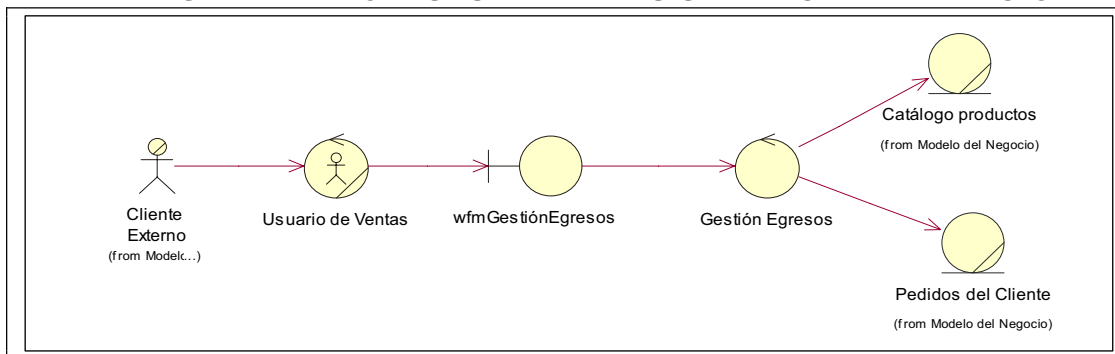 Catálogo productos
(from Modelo del Negocio)
Cliente
Externo
(from Modelc...)
Usuario de Ventas
wfmGestiónEgresos
Gestión Egresos
Pedidos del Cliente
(from Modelo del Negocio)